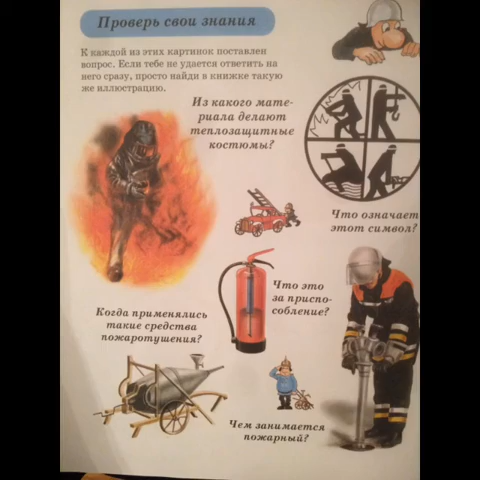 Проверь свои знания
К каждой из этих картинок поставлен
вопрос. Если тебе не удается ответить на
него сразу, просто найди в книжке такую
же иллюстрацию.
Из какого мате-
риала делают
теплозащитные
костюмы?
Что означает
этот символ?
Что это
за приспо-
собление?
Когда применялись
такие средства
пожаротушения?
Чем занимается
пожарный?